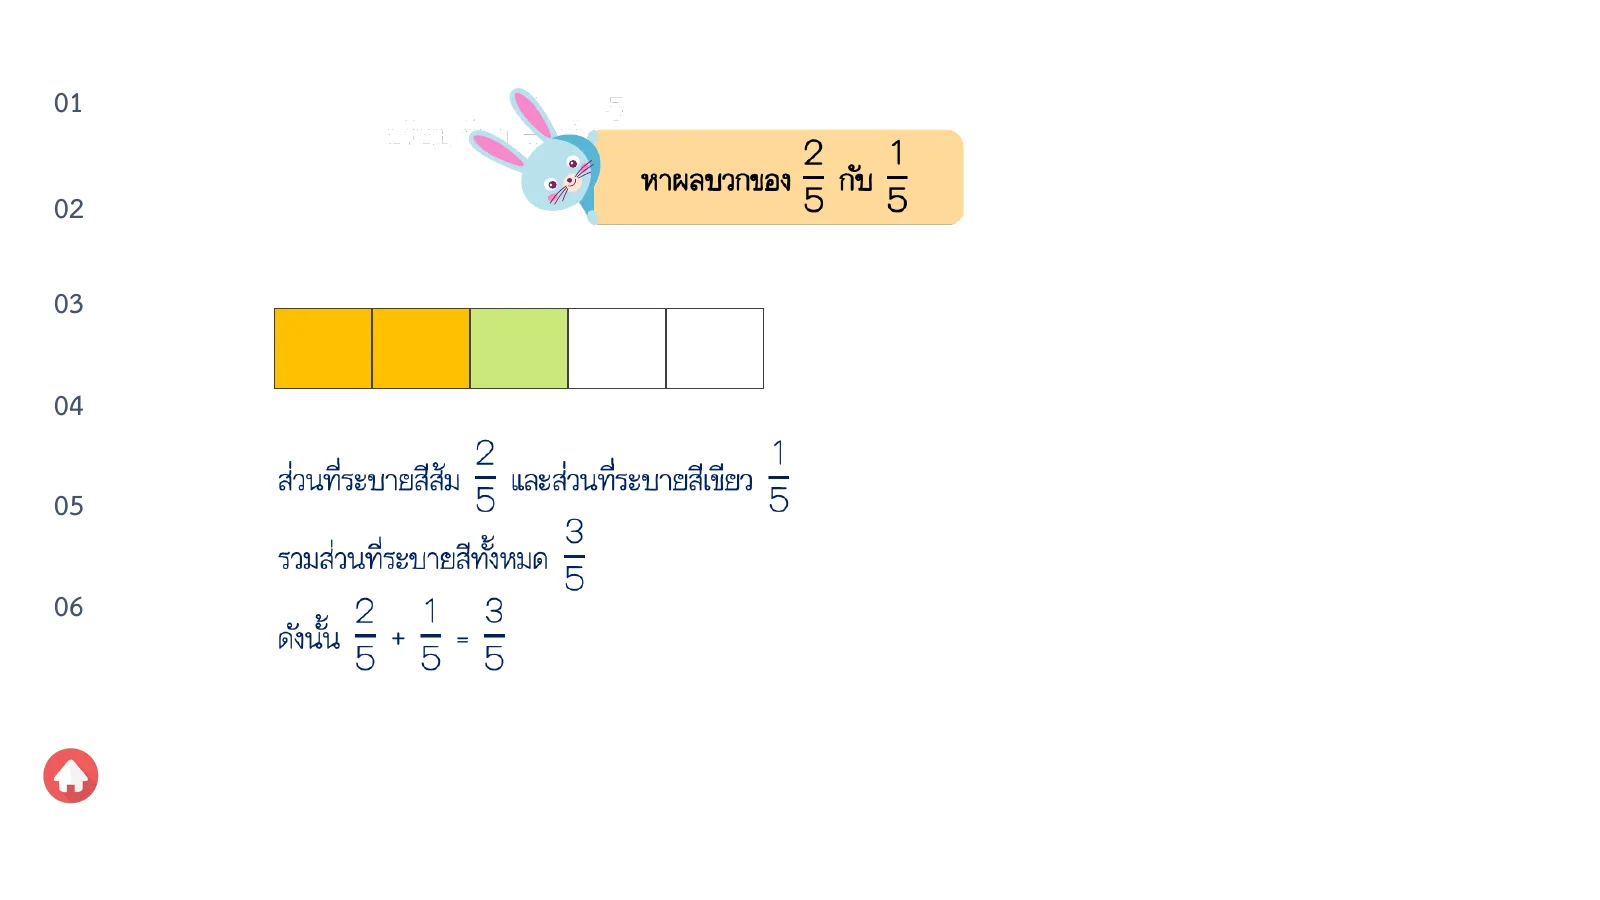 01
02
03
04
05
06
หาผลบวกของ 2/5 กับ 1/5
ส่วนที่ระบายสีส้ม 2/5 และส่วนที่ระบายสีเขียว 1/5
รวมส่วนที่ระบายสีทั้งหมด 3/5
ดังนั้น 2/5 + 1/5 = 3/5